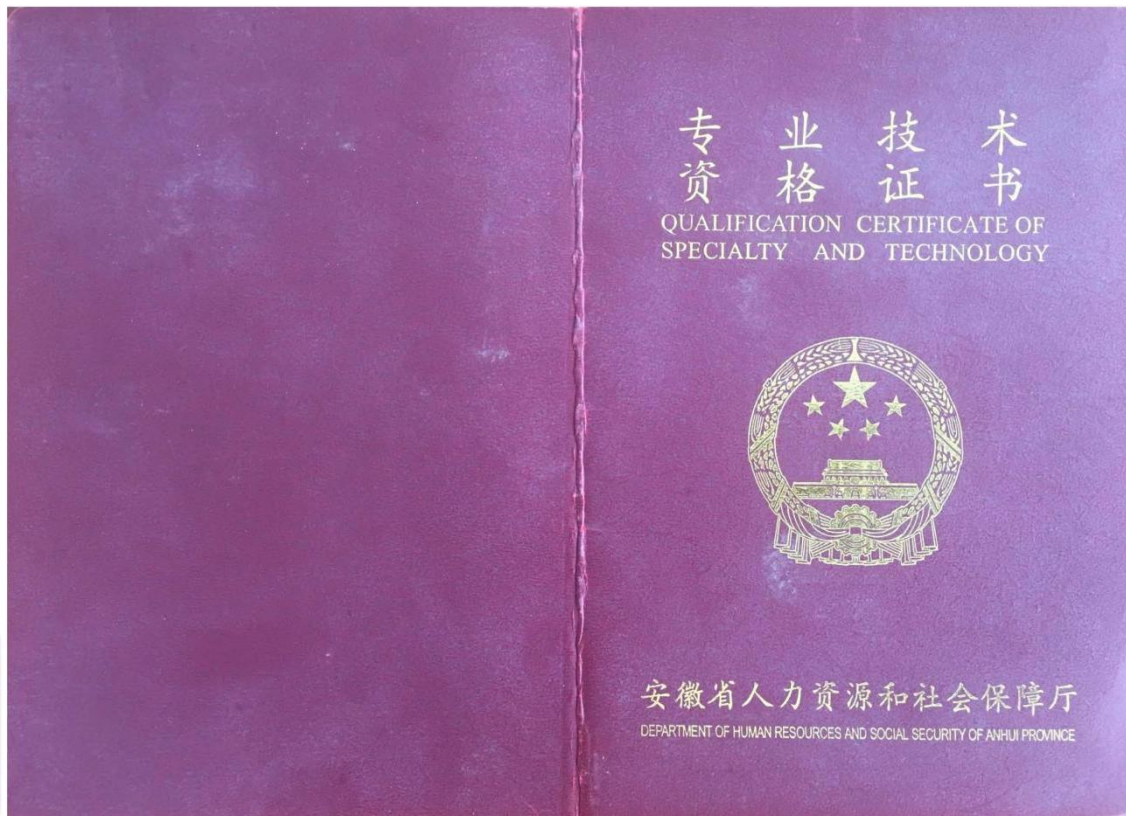 专业技术
资格证书
QUALIFICATION CERTIFICATE OF
SPECIALTY AND TECHNOLOGY
安徽省人力资源和社会保障厅
DEPARTMENT OF HUMAN RESOURCES AND SOCIAL SECURITY OF ANHUI PROVINCE